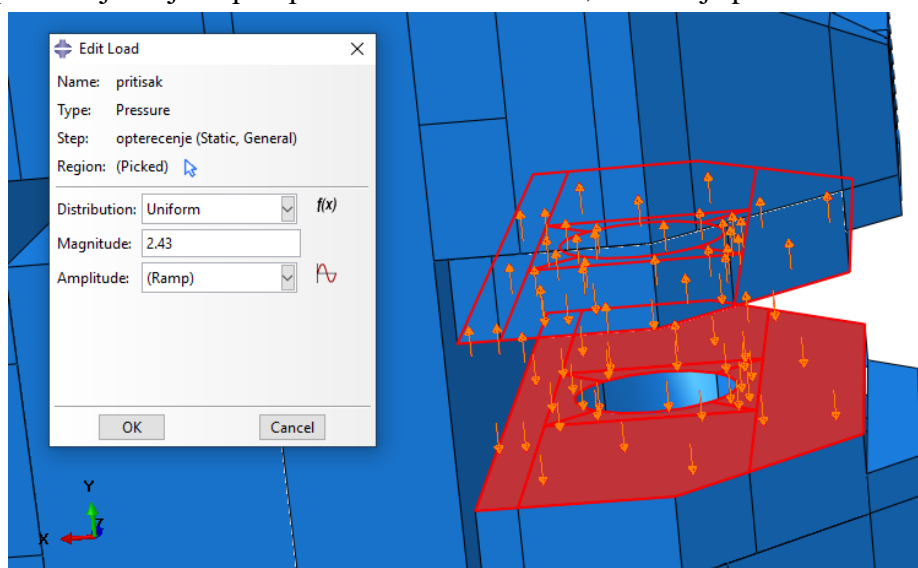 Edit Load
Name: pritisak
Type: Pressure
Step: opterecenje (Static, General)
Region: (Picked)
Distribution: Uniform f(x)
Magnitude: 2.43
Amplitude: (Ramp)
OK Cancel
Y
X Z